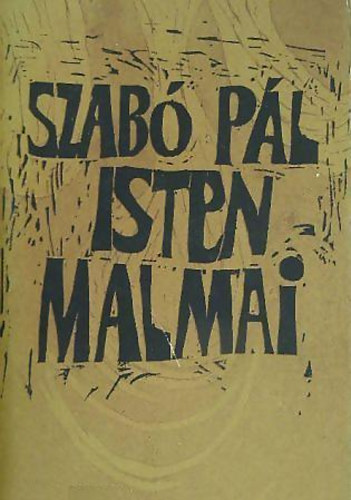 SZABÓ PÁL
ISTEN
MALMAi